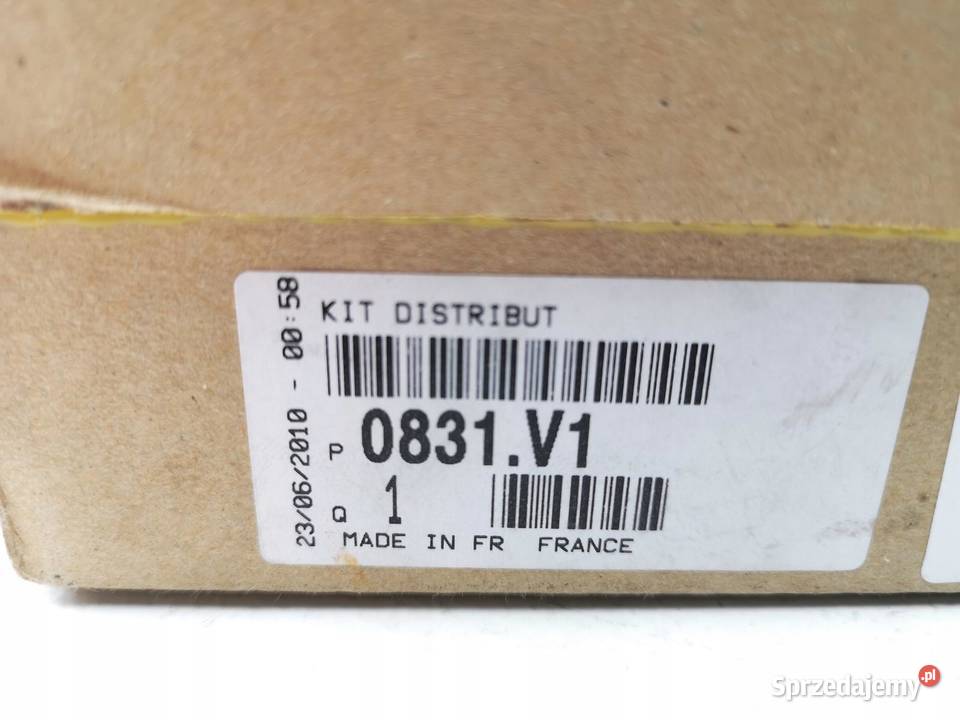 KIT DISTRIBUT
23/06/2010 - 00:58
P 0831.V1
Q 1
MADE IN FR FRANCE
Sprzedajemy.pl